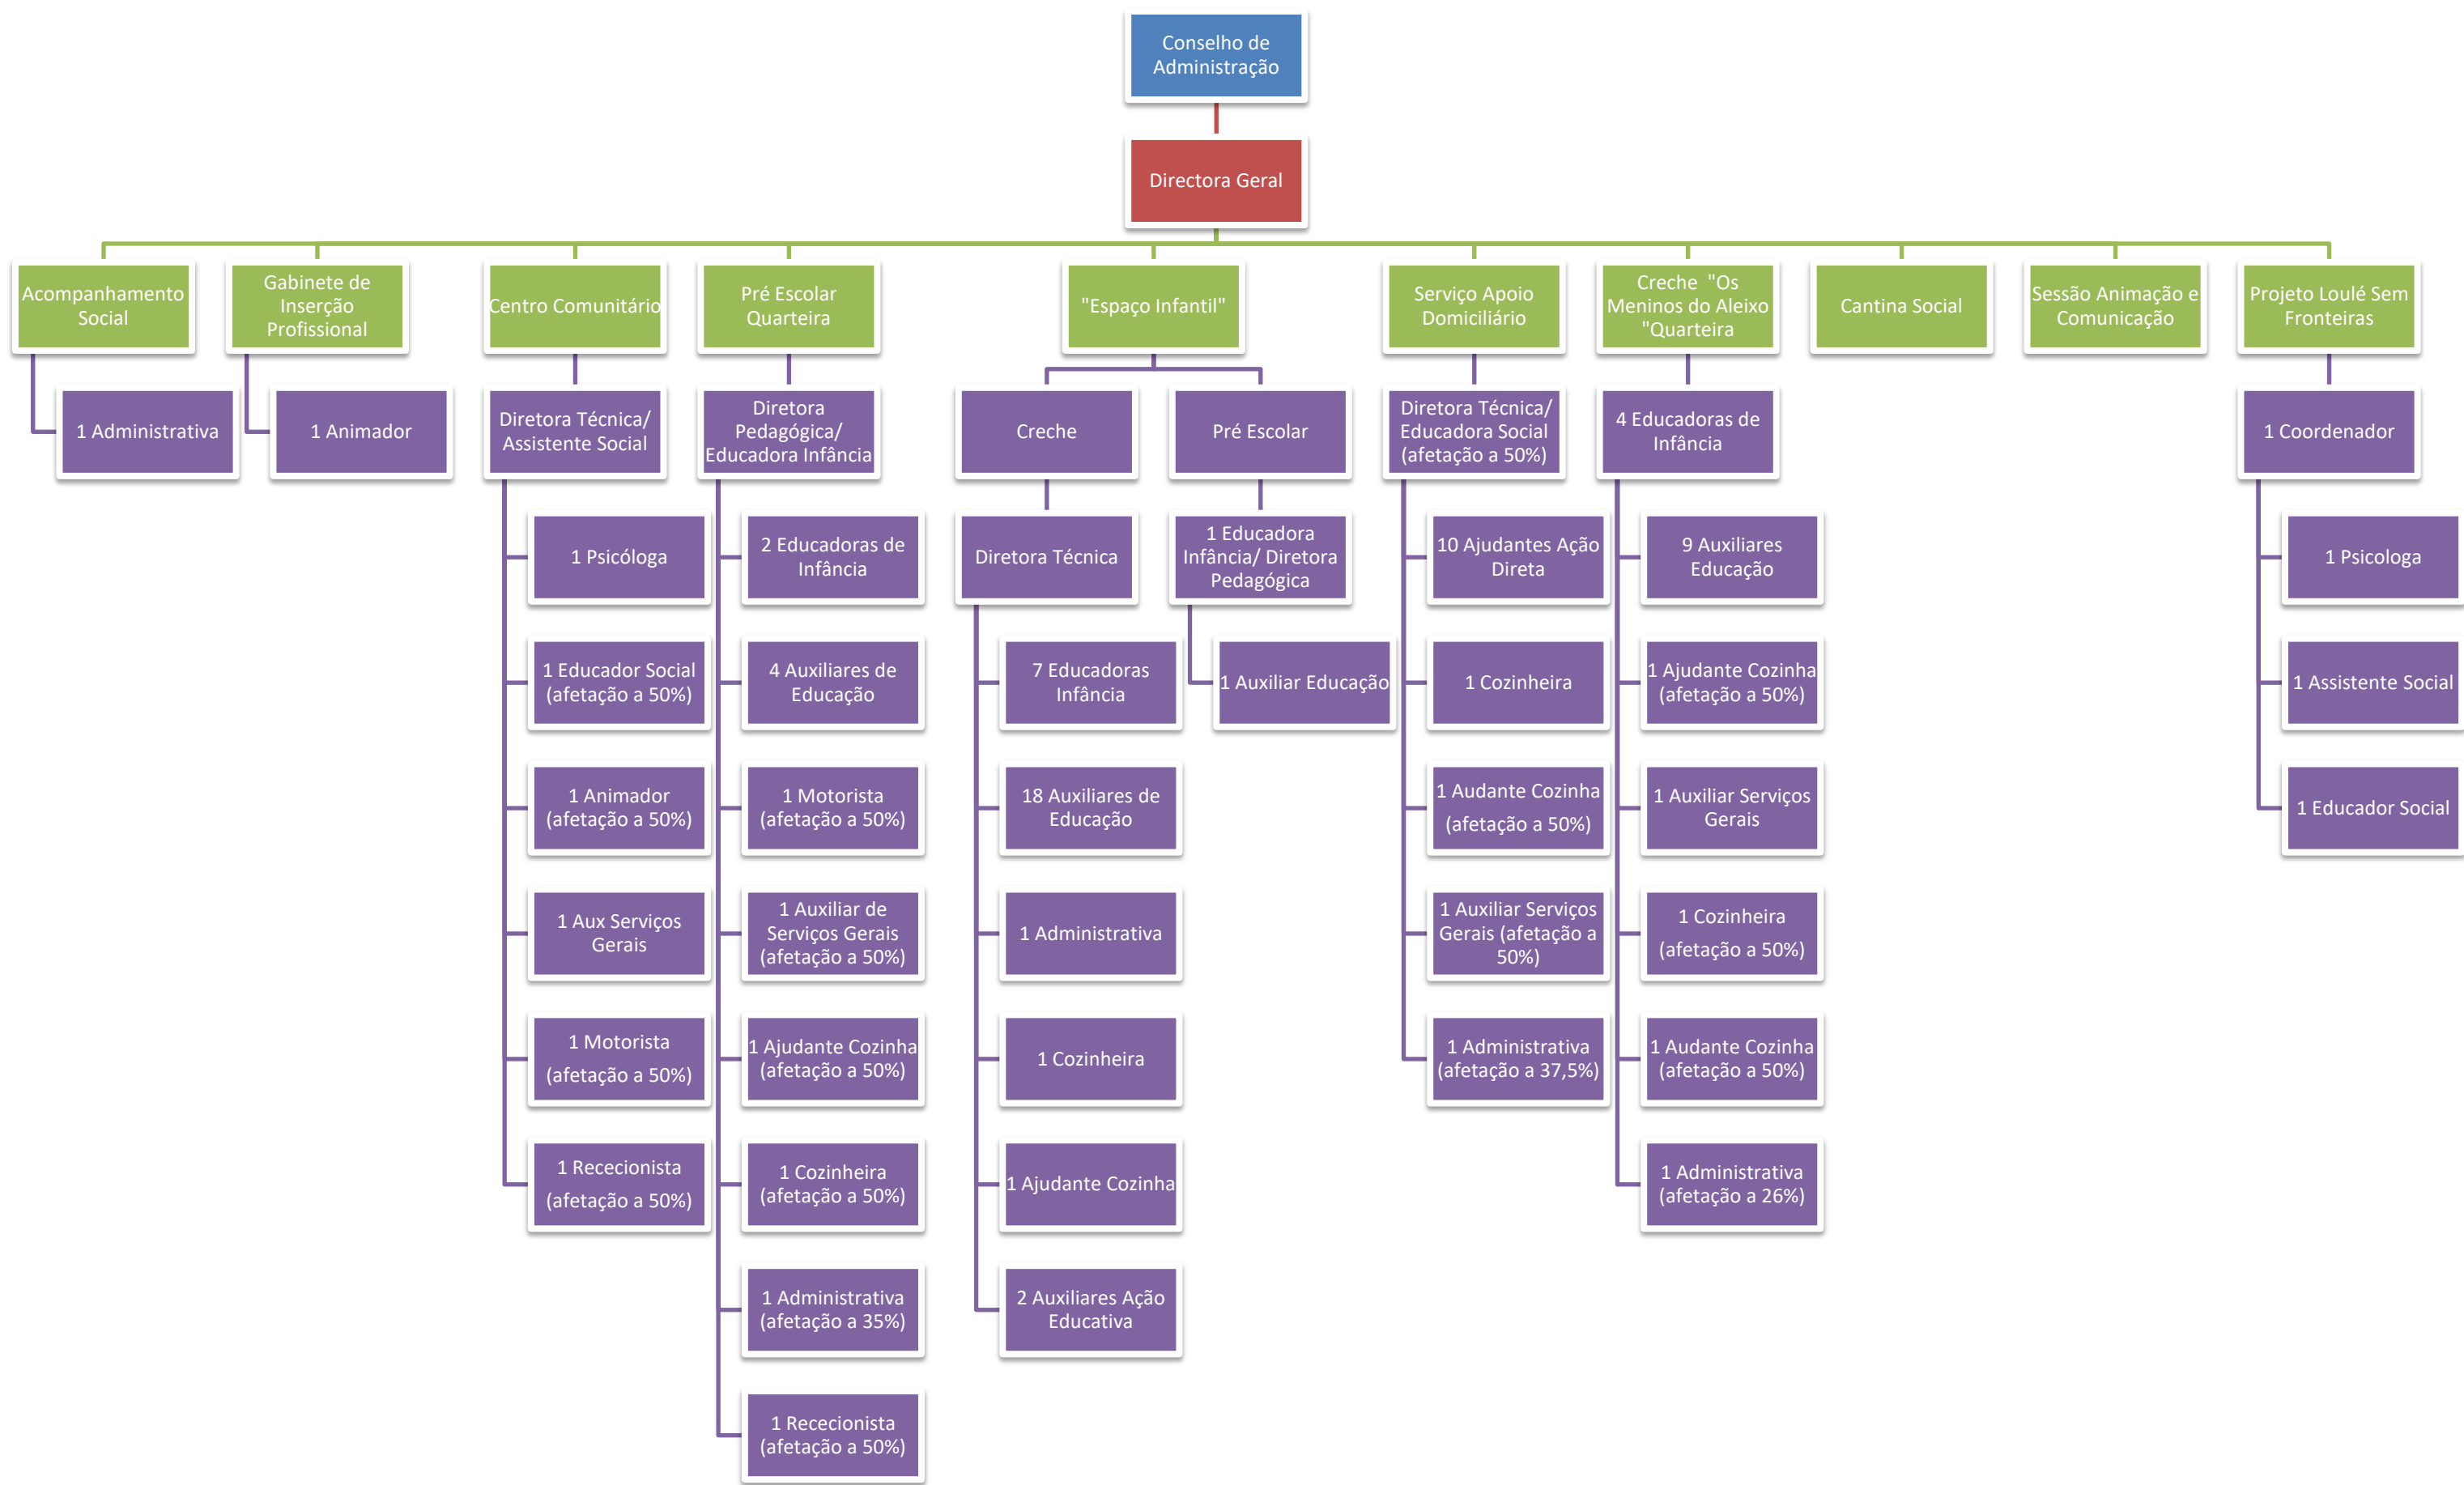 Conselho de
Administração
Directora Geral
Acompanhamento
Social
Gabinete de
Inserção
Profissional
Centro Comunitário
Pré Escolar
Quarteira
"Espaço Infantil"
Serviço Apoio
Domiciliário
Creche "Os
Meninos do Aleixo
"Quarteira
Cantina Social
Sessão Animação e
Comunicação
Projeto Loulé Sem
Fronteiras
1 Administrativa
1 Animador
Diretora Técnica/
Assistente Social
1 Psicóloga
1 Educador Social
(afetação a 50%)
1 Animador
(afetação a 50%)
1 Aux Serviços
Gerais
1 Motorista
(afetação a 50%)
1 Rececionista
(afetação a 50%)
Diretora
Pedagógica/
Educadora Infância
2 Educadoras de
Infância
4 Auxiliares de
Educação
1 Motorista
(afetação a 50%)
1 Auxiliar de
Serviços Gerais
(afetação a 50%)
1 Ajudante Cozinha
(afetação a 50%)
1 Cozinheira
(afetação a 50%)
1 Administrativa
(afetação a 35%)
1 Rececionista
(afetação a 50%)
Creche
Diretora Técnica
7 Educadoras
Infância
18 Auxiliares de
Educação
1 Administrativa
1 Cozinheira
1 Ajudante Cozinha
2 Auxiliares Ação
Educativa
Pré Escolar
1 Educadora
Infância/ Diretora
Pedagógica
1 Auxiliar Educação
Diretora Técnica/
Educadora Social
(afetação a 50%)
10 Ajudantes Ação
Direta
1 Cozinheira
1 Audante Cozinha
(afetação a 50%)
1 Auxiliar Serviços
Gerais (afetação a
50%)
1 Administrativa
(afetação a 37,5%)
4 Educadoras de
Infância
9 Auxiliares
Educação
1 Ajudante Cozinha
(afetação a 50%)
1 Auxiliar Serviços
Gerais
1 Cozinheira
(afetação a 50%)
1 Audante Cozinha
(afetação a 50%)
1 Administrativa
(afetação a 26%)
1 Coordenador
1 Psicologa
1 Assistente Social
1 Educador Social